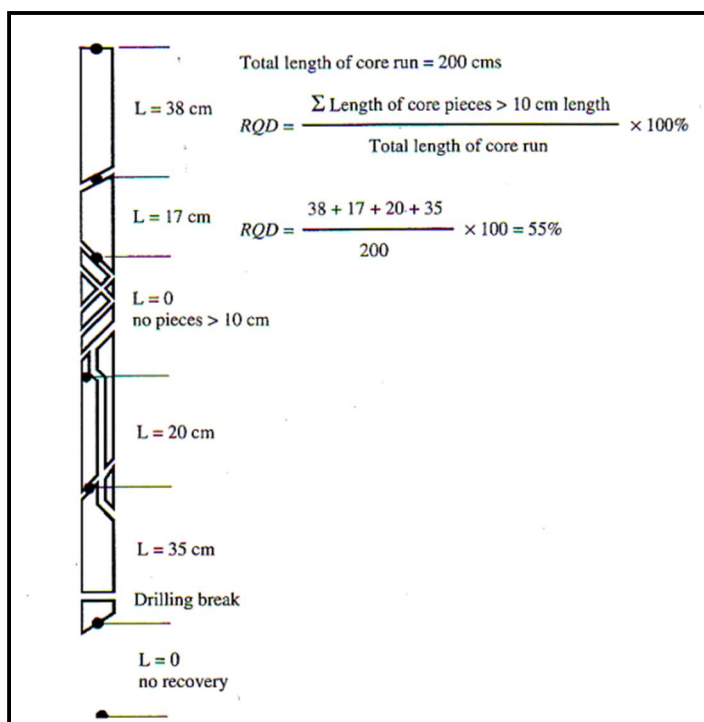 Total length of core run = 200 cms
L = 38 cm
RQD = Σ Length of core pieces > 10 cm length / Total length of core run × 100%
L = 17 cm
RQD = 38 + 17 + 20 + 35 / 200 × 100 = 55%
L = 0
no pieces > 10 cm
L = 20 cm
L = 35 cm
Drilling break
L = 0
no recovery